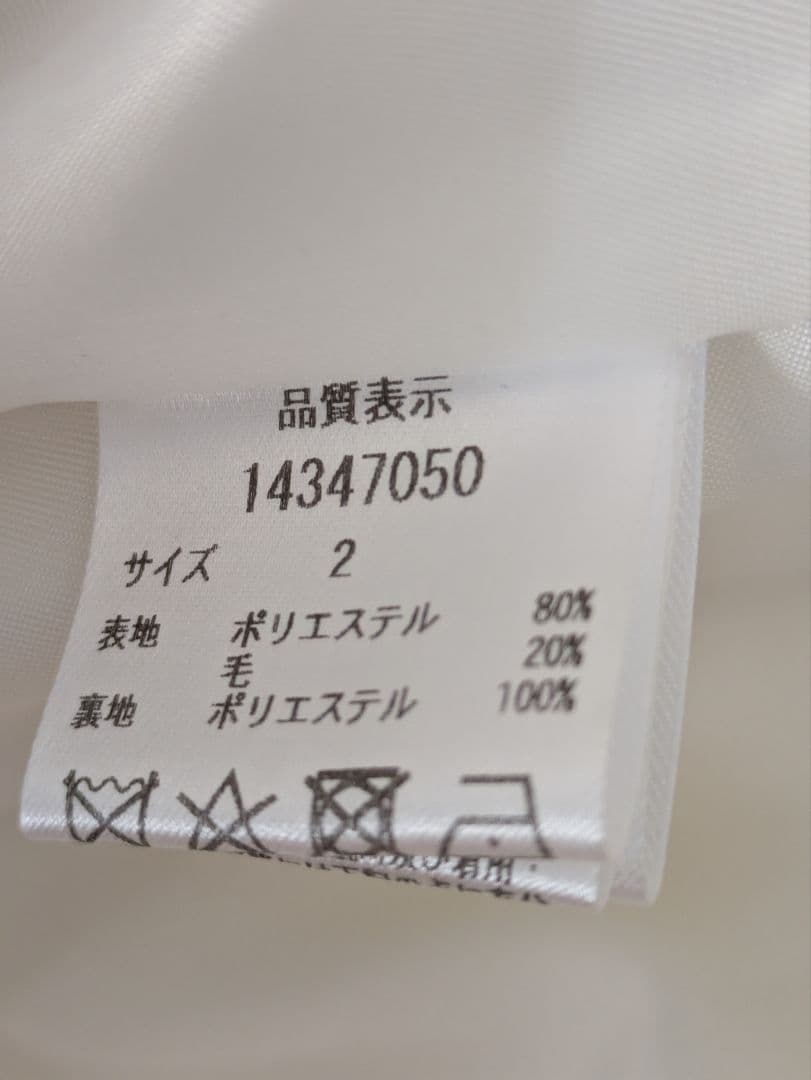 品質表示
14347050
サイズ 2
表地 ポリエステル 80%
毛 20%
裏地 ポリエステル 100%